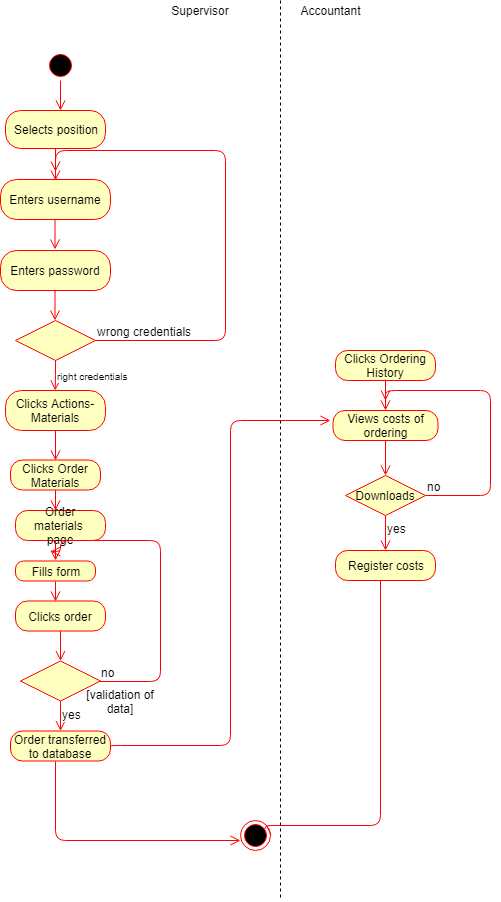 Supervisor
Accountant
Selects position
Enters username
Enters password
wrong credentials
right credentials
Clicks Actions-
Materials
Clicks Order
Materials
Order
materials
page
Fills form
Clicks order
no
[validation of
data]
yes
Order transferred
to database
Clicks Ordering
History
Views costs of
ordering
Downloads
no
yes
Register costs